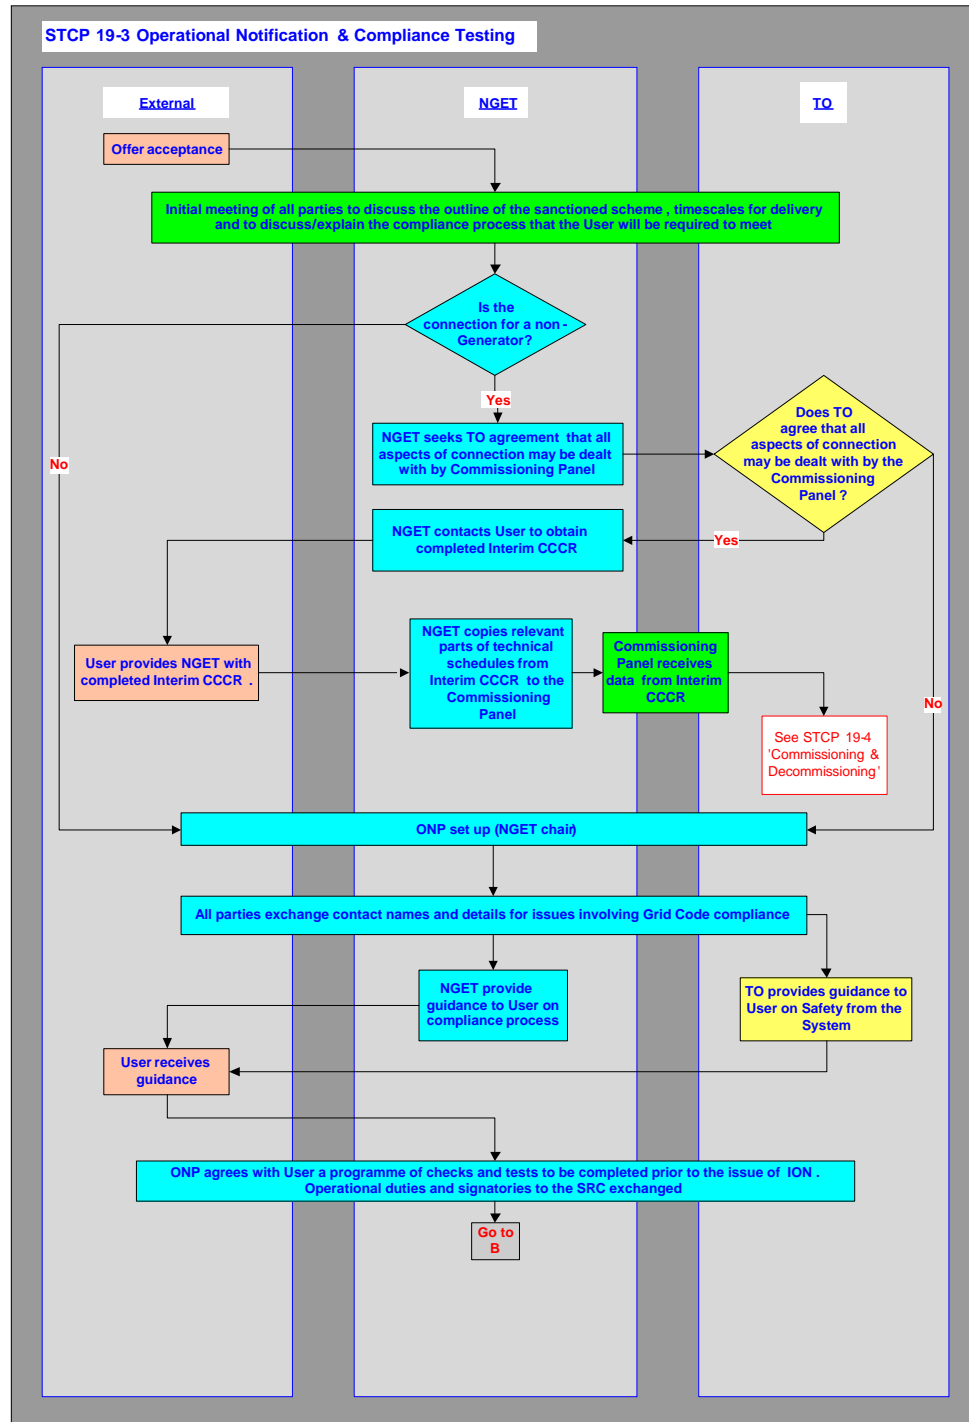 STCP 19-3 Operational Notification & Compliance Testing
External
NGET
TO
Offer acceptance
Initial meeting of all parties to discuss the outline of the sanctioned scheme , timescales for delivery
and to discuss/explain the compliance process that the User will be required to meet
Is the
connection for a non -
Generator?
Yes
No
NGET seeks TO agreement that all
aspects of connection may be dealt
with by Commissioing Panel
Does TO
agree that all
aspects of connection
may be dealt with by the
Commissioning
Panel ?
Yes
No
NGET contacts User to obtain
completed Interim CCCR
User provides NGET with
completed Interim CCCR .
NGET copies relevant
parts of technical
schedules from
Interim CCCR to the
Commissioning
Panel
Commissioning
Panel receives
data from Interim
CCCR
See STCP 19-4
'Commissioning &
Decommissioning'
ONP set up (NGET chair)
All parties exchange contact names and details for issues involving Grid Code compliance
NGET provide
guidance to User on
compliance process
TO provides guidance to
User on Safety from the
System
User receives
guidance
ONP agrees with User a programme of checks and tests to be completed prior to the issue of ION .
Operational duties and signatories to the SRC exchanged
Go to
B